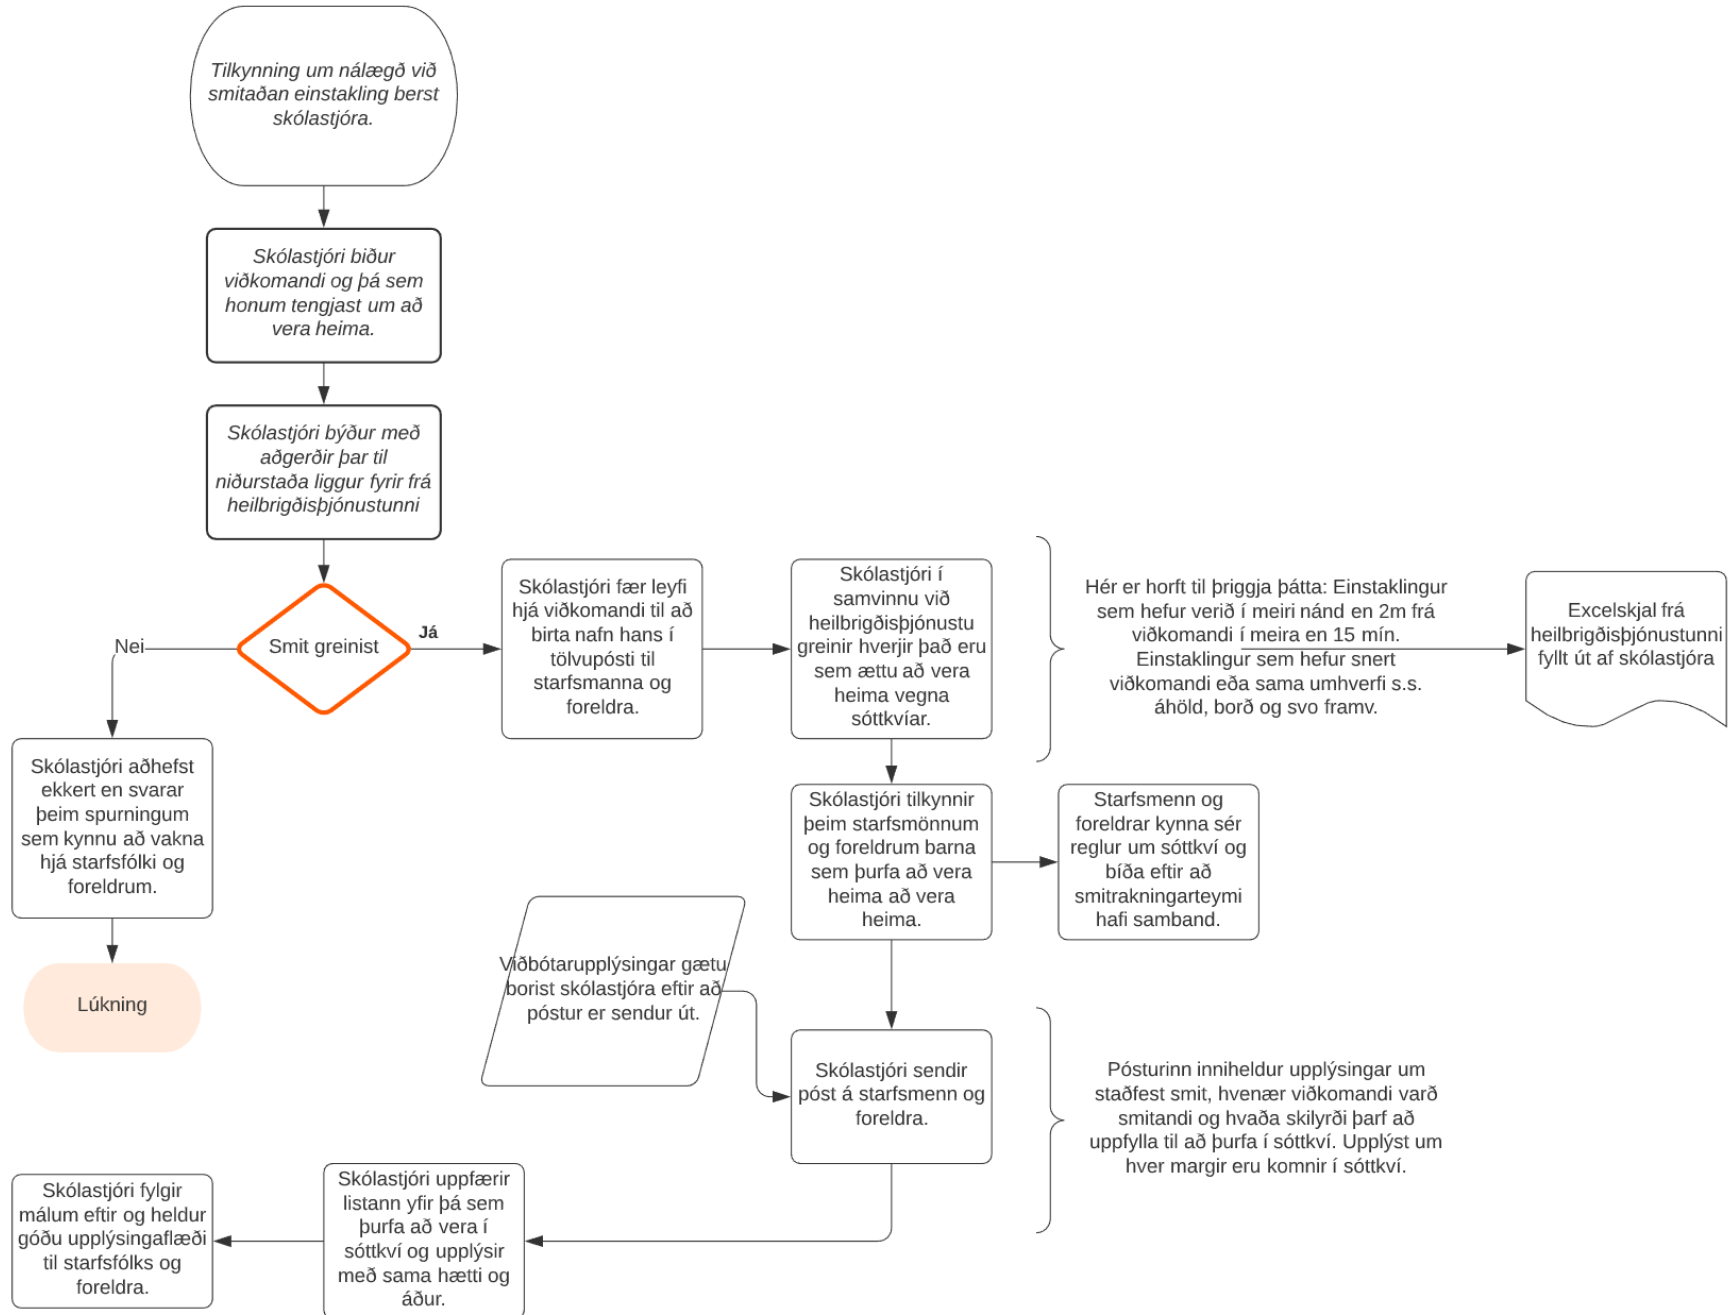 Tilkynning um nálægð við
smitaðan einstakling berst
skólastjóra.
Skólastjóri biður
viðkomandi og þá sem
honum tengjast um að
vera heima.
Skólastjóri býður með
aðgerðir þar til
niðurstaða liggur fyrir frá
heilbrigðisþjónustunni
Smit greinist
Nei
Já
Skólastjóri aðhefst
ekkert en svarar
þeim spurningum
sem kynnu að vakna
hjá starfsfólki og
foreldrum.
Lúkning
Skólastjóri fær leyfi
hjá viðkomandi til að
birta nafn hans í
tölvupósti til
starfsmanna og
foreldra.
Skólastjóri í
samvinnu við
heilbrigðisþjónustu
greinir hverjir það eru
sem ættu að vera
heima vegna
sóttkvíar.
Hér er horft til þriggja þátta: Einstaklingur
sem hefur verið í meiri nánd en 2m frá
viðkomandi í meira en 15 mín.
Einstaklingur sem hefur snert
viðkomandi eða sama umhverfi s.s.
áhöld, borð og svo framv.
Excelskjal frá
heilbrigðisþjónustunni
fyllt út af skólastjóra
Skólastjóri tilkynnir
þeim starfsmönnum
og foreldrum barna
sem þurfa að vera
heima að vera
heima.
Starfsmenn og
foreldrar kynna sér
reglur um sóttkví og
bíða eftir að
smitrakningarteymi
hafi samband.
Viðbótarupplýsingar gætu
borist skólastjóra eftir að
póstur er sendur út.
Skólastjóri sendir
póst á starfsmenn og
foreldra.
Pósturinn inniheldur upplýsingar um
staðfest smit, hvenær viðkomandi varð
smitandi og hvaða skilyrði þarf að
uppfylla til að þurfa í sóttkví. Upplýst um
hver margir eru komnir í sóttkví.
Skólastjóri uppfærir
listann yfir þá sem
þurfa að vera í
sóttkví og upplýsir
með sama hætti og
áður.
Skólastjóri fylgir
málum eftir og heldur
góðu upplýsingaflæði
til starfsfólks og
foreldra.